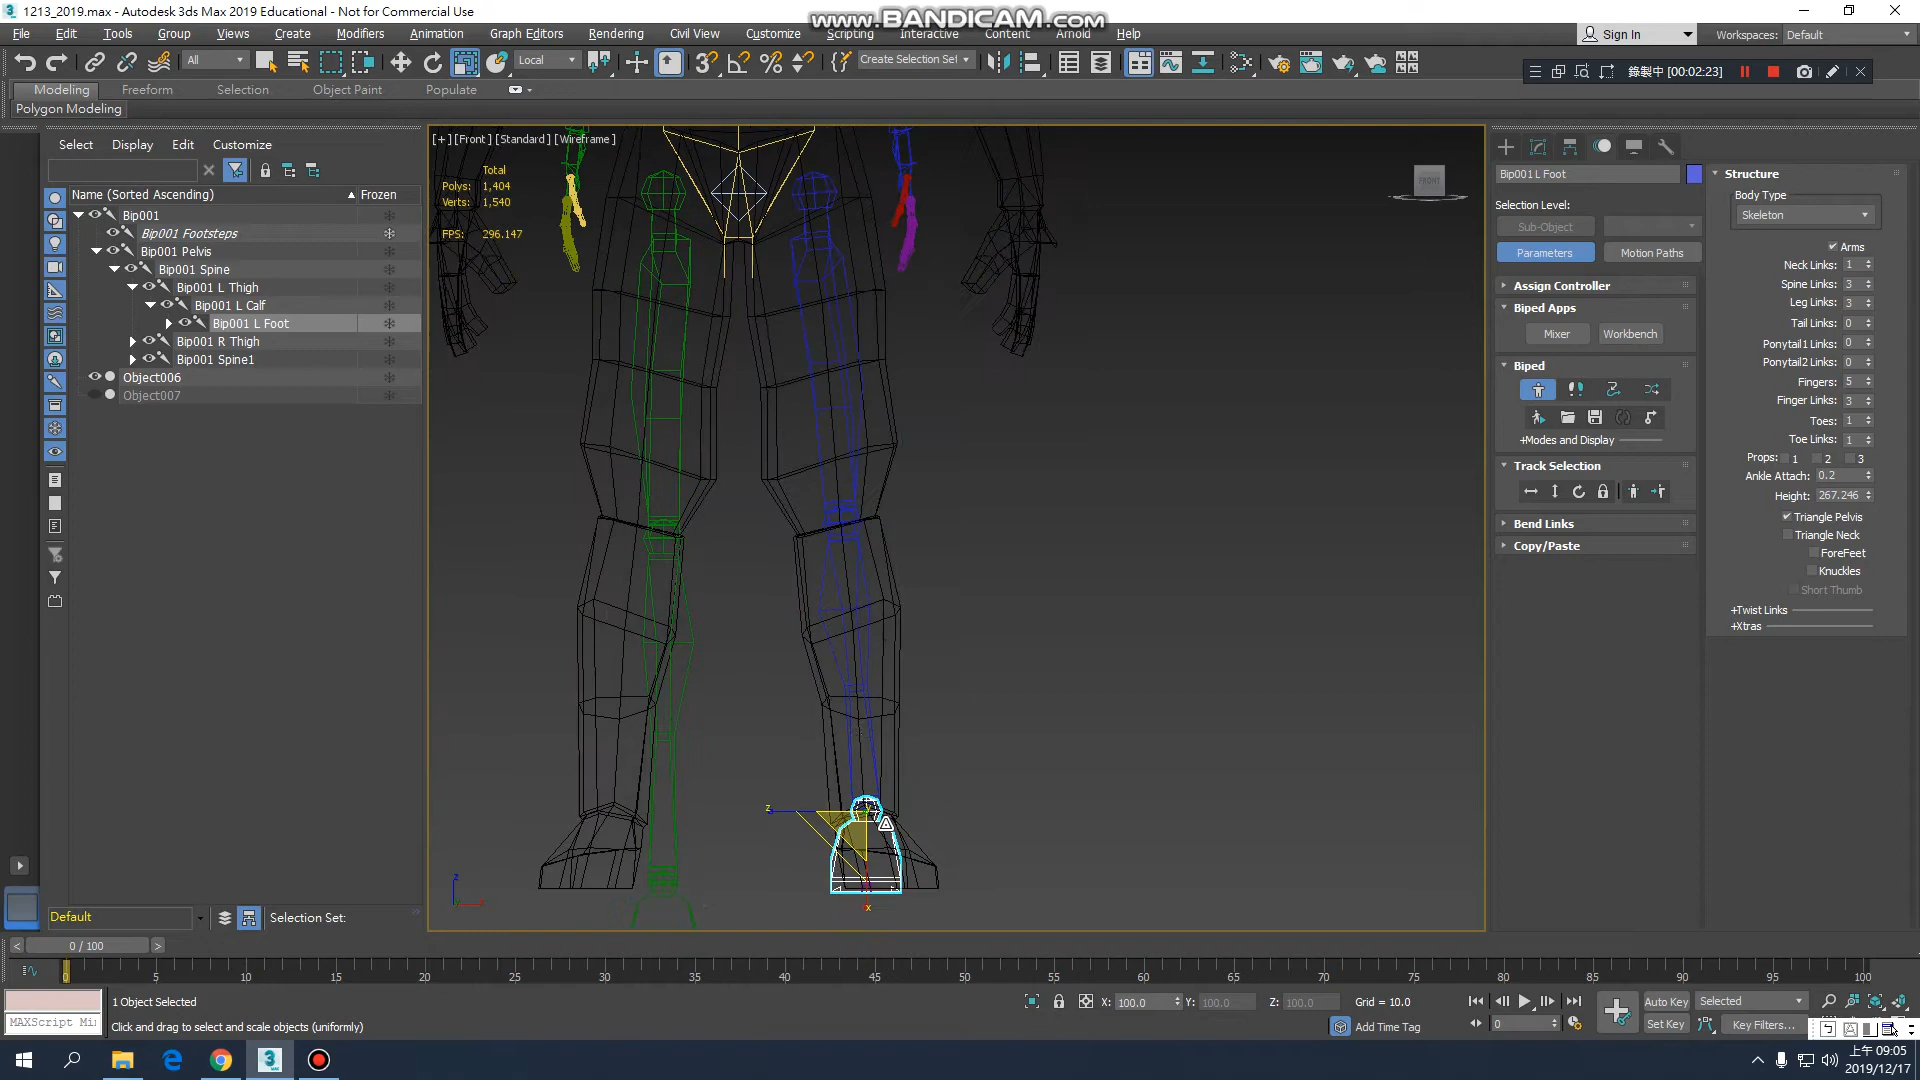 1213_2019.max - Autodesk 3ds Max 2019 Educational - Not for Commercial Use
www.BANDICAM.com
File Edit Tools Group Views Create Modifiers Animation Graph Editors Rendering Civil View Customize Scripting Interactive Content Arnold Help
Sign In
Workspaces: Default
All
Local
Create Selection Set
錄製中 [00:02:23]
Modeling Freeform Selection Object Paint Populate
Polygon Modeling
Select Display Edit Customize
Name (Sorted Ascending) Frozen
Bip001
Bip001 Footsteps
Bip001 Pelvis
Bip001 Spine
Bip001 L Thigh
Bip001 L Calf
Bip001 L Foot
Bip001 R Thigh
Bip001 Spine1
Object006
Object007
[+] [Front] [Standard] [Wireframe]
Total
Polys: 1,404
Verts: 1,540
FPS: 296.147
FRONT
z
y
x
z
Bip001 L Foot
Selection Level:
Sub-Object
Parameters Motion Paths
Assign Controller
Biped Apps
Mixer Workbench
Biped
+Modes and Display
Track Selection
Bend Links
Copy/Paste
Structure
Body Type
Skeleton
Arms
Neck Links: 1
Spine Links: 3
Leg Links: 3
Tail Links: 0
Ponytail1 Links: 0
Ponytail2 Links: 0
Fingers: 5
Finger Links: 3
Toes: 1
Toe Links: 1
Props: 1 2 3
Ankle Attach: 0.2
Height: 267.246
Triangle Pelvis
Triangle Neck
ForeFeet
Knuckles
Short Thumb
+Twist Links
+Xtras
Default
Selection Set:
< 0 / 100 >
0 5 10 15 20 25 30 35 40 45 50 55 60 65 70 75 80 85 90 95 100
1 Object Selected
Click and drag to select and scale objects (uniformly)
MAXScript Mi
X: 100.0 Y: 100.0 Z: 100.0 Grid = 10.0
Add Time Tag
0
Auto Key Selected
Set Key Key Filters...
上午 09:05
2019/12/17